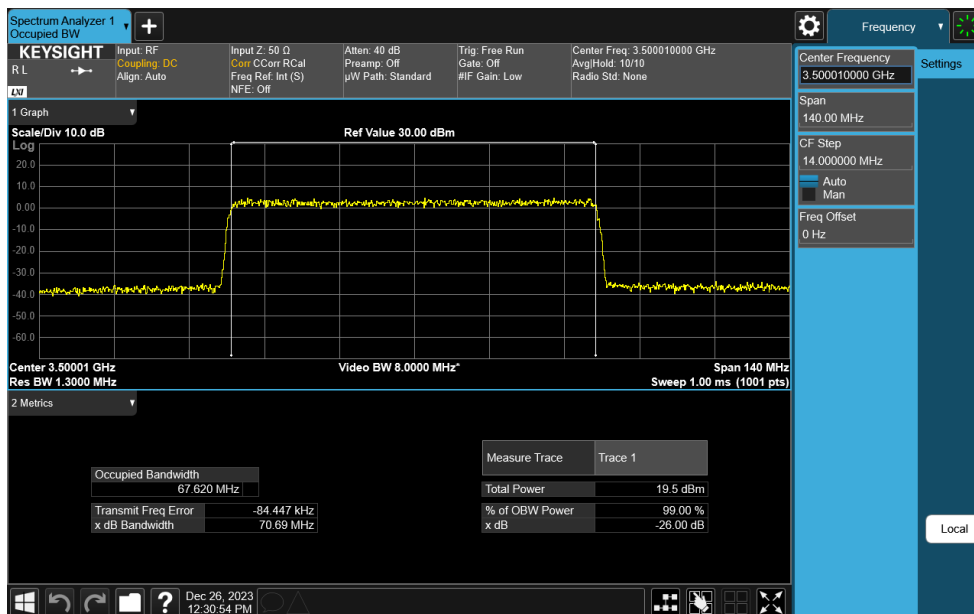 Spectrum Analyzer 1
Occupied BW
Frequency
KEYSIGHT
R L
LXI
Input: RF
Coupling: DC
Align: Auto
Input Z: 50 Ω
Corr CCorr RCal
Freq Ref: Int (S)
NFE: Off
Atten: 40 dB
Preamp: Off
µW Path: Standard
Trig: Free Run
Gate: Off
#IF Gain: Low
Center Freq: 3.500010000 GHz
Avg|Hold: 10/10
Radio Std: None
Center Frequency
3.500010000 GHz
Settings
Span
140.00 MHz
CF Step
14.000000 MHz
Auto
Man
Freq Offset
0 Hz
1 Graph
Scale/Div 10.0 dB
Ref Value 30.00 dBm
Log
20.0
10.0
0.00
-10.0
-20.0
-30.0
-40.0
-50.0
-60.0
Center 3.50001 GHz
Video BW 8.0000 MHz*
Span 140 MHz
Res BW 1.3000 MHz
Sweep 1.00 ms (1001 pts)
2 Metrics
Measure Trace
Trace 1
Occupied Bandwidth
67.620 MHz
Total Power
19.5 dBm
Transmit Freq Error
-84.447 kHz
% of OBW Power
99.00 %
x dB Bandwidth
70.69 MHz
x dB
-26.00 dB
Local
?
Dec 26, 2023
12:30:54 PM